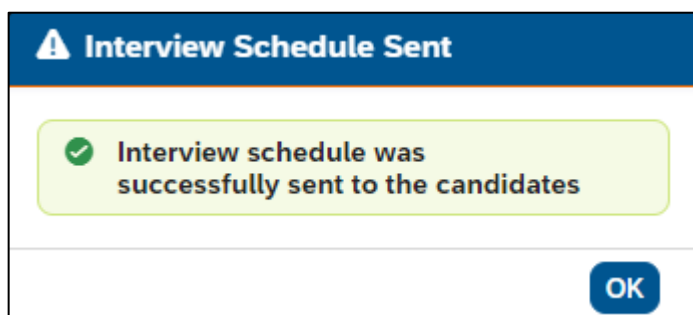 Interview Schedule Sent
Interview schedule was
successfully sent to the candidates
OK